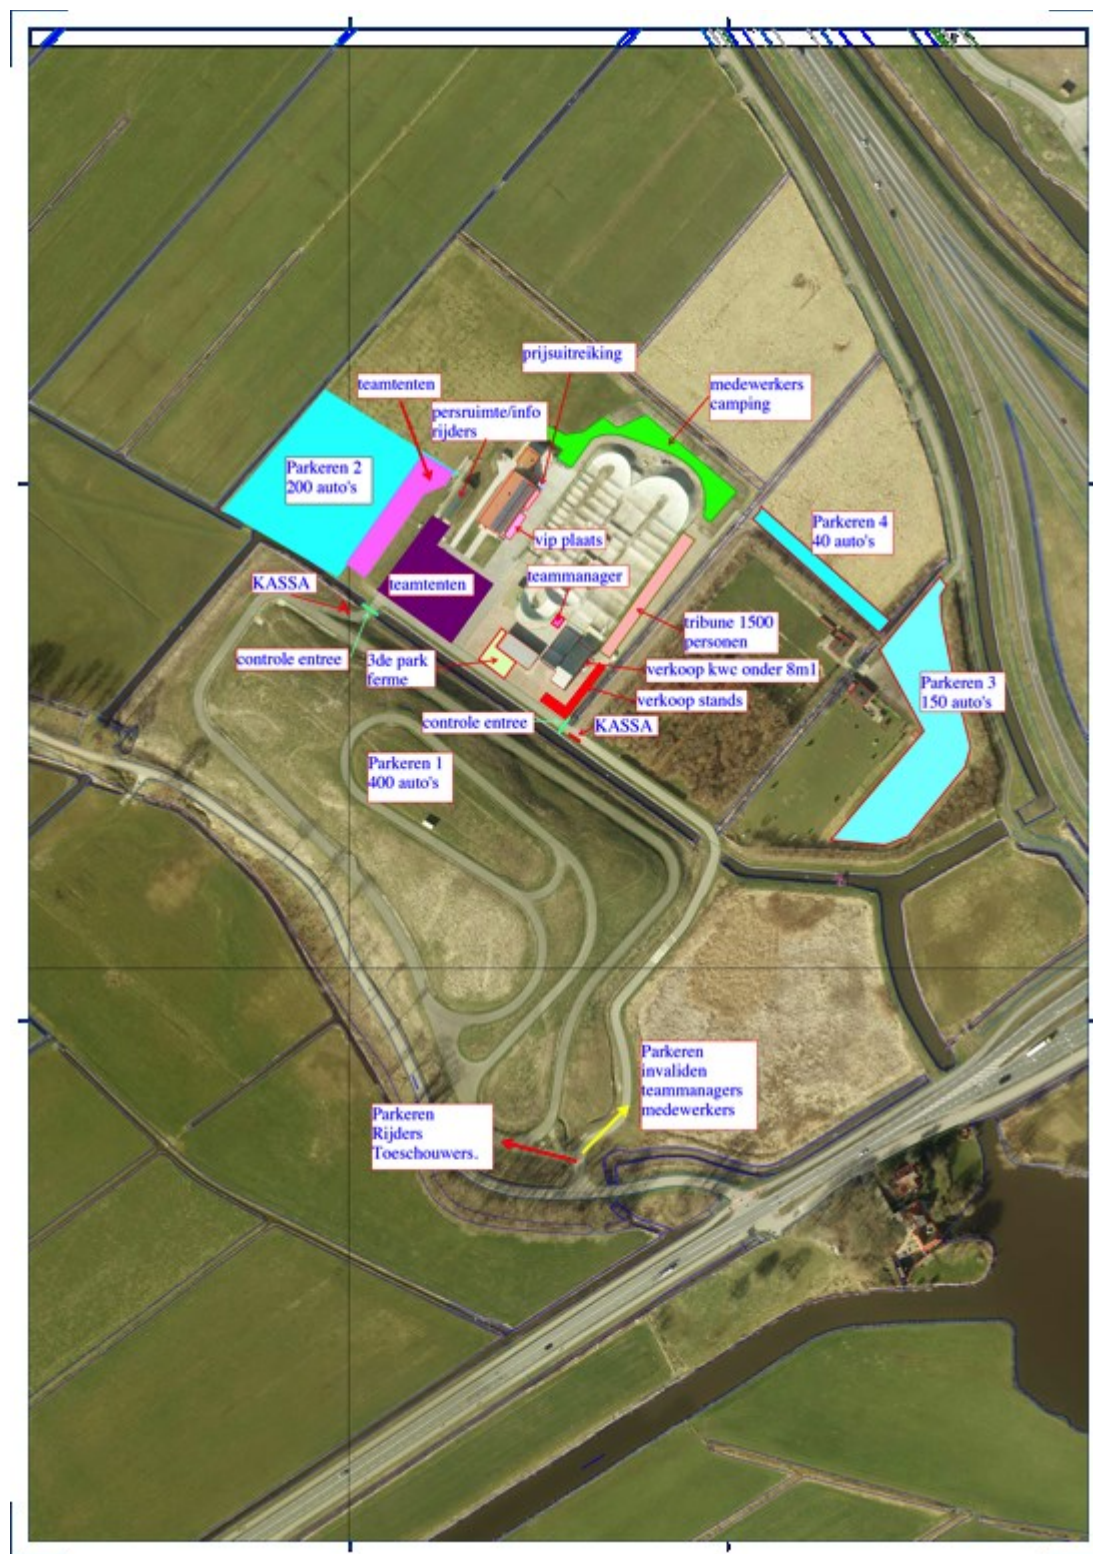 prijsuitreiking
teamtenten
medewerkers
camping
persruimte/info
rijders
Parkeren 2
200 auto's
Parkeren 4
40 auto's
vip plaats
teammanager
KASSA
teamtenten
tribune 1500
personen
controle entree
3de park
ferme
verkoop kwc onder 8m1
Parkeren 3
150 auto's
verkoop stands
controle entree
KASSA
Parkeren 1
400 auto's
Parkeren
invaliden
teammanagers
medewerkers
Parkeren
Rijders
Toeschouwers.